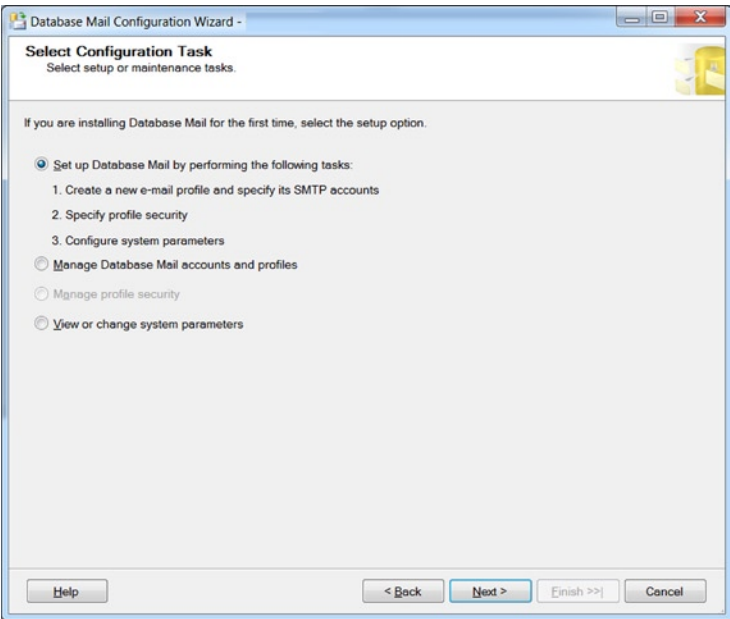 Database Mail Configuration Wizard -
Select Configuration Task
Select setup or maintenance tasks.
If you are installing Database Mail for the first time, select the setup option.
Set up Database Mail by performing the following tasks:
1. Create a new e-mail profile and specify its SMTP accounts
2. Specify profile security
3. Configure system parameters
Manage Database Mail accounts and profiles
Manage profile security
View or change system parameters
Help
< Back
Next >
Finish >>|
Cancel